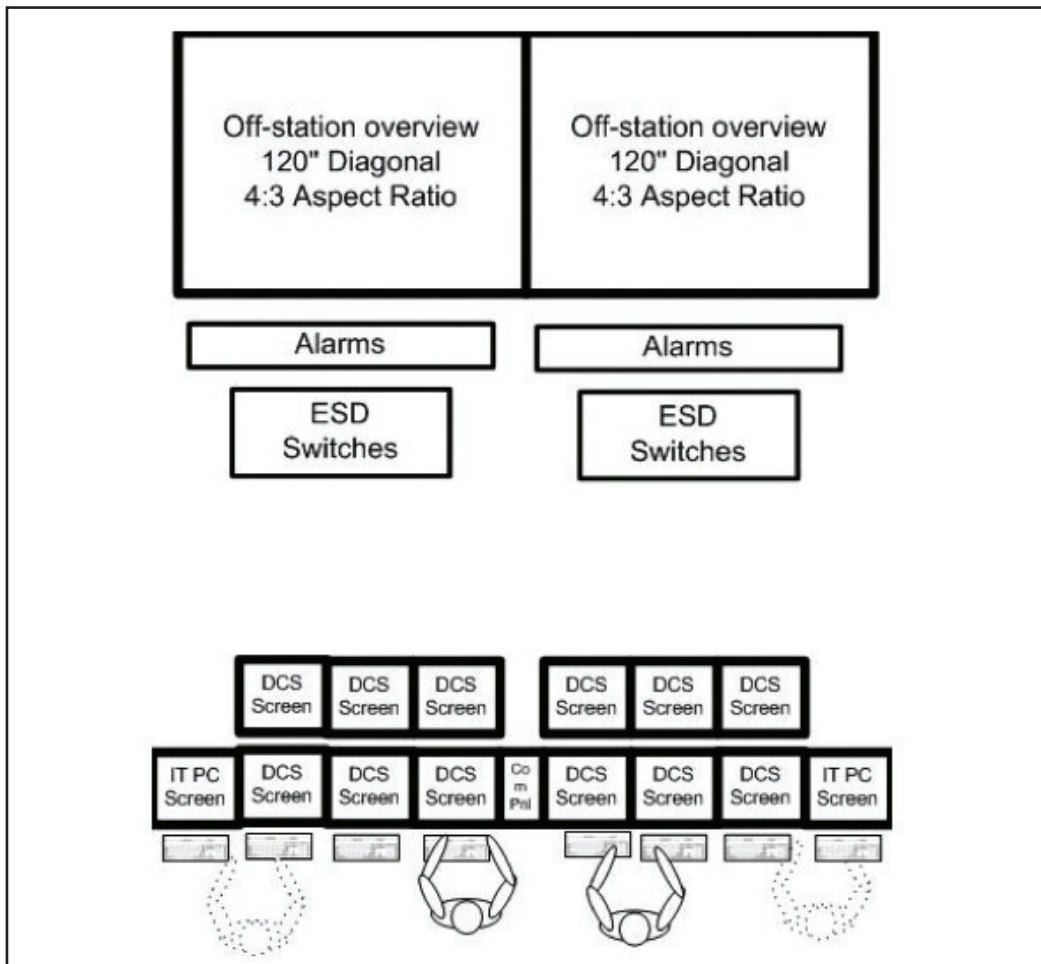 Off-station overview
120" Diagonal
4:3 Aspect Ratio
Off-station overview
120" Diagonal
4:3 Aspect Ratio
Alarms
Alarms
ESD
Switches
ESD
Switches
DCS
Screen
DCS
Screen
DCS
Screen
DCS
Screen
DCS
Screen
DCS
Screen
IT PC
Screen
DCS
Screen
DCS
Screen
DCS
Screen
Co
m
Pnl
DCS
Screen
DCS
Screen
DCS
Screen
IT PC
Screen